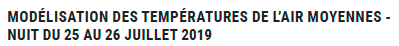 MODÉLISATION DES TEMPÉRATURES DE L'AIR MOYENNES -
NUIT DU 25 AU 26 JUILLET 2019